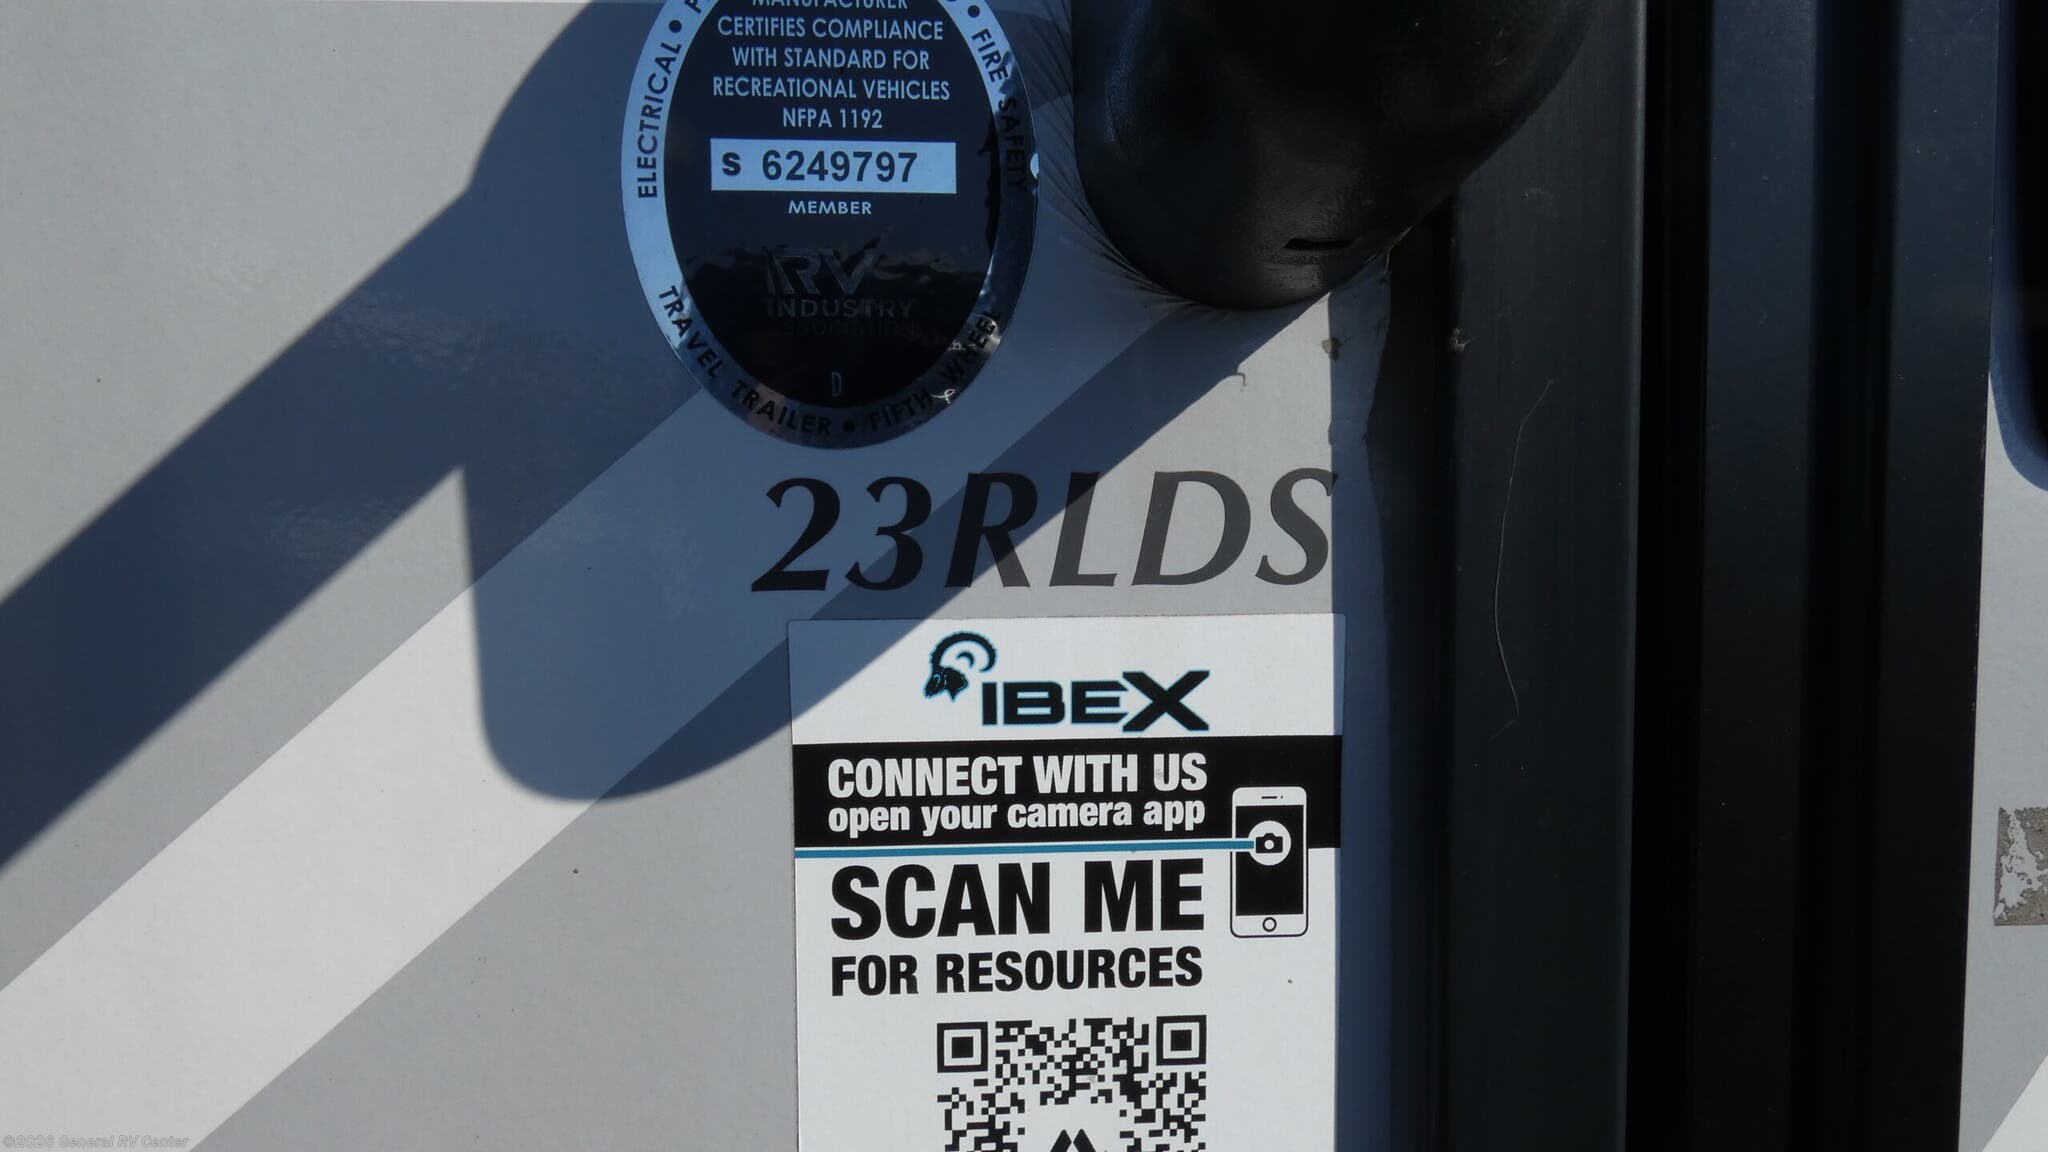 MANUFACTURER
CERTIFIES COMPLIANCE
WITH STANDARD FOR
RECREATIONAL VEHICLES
NFPA 1192
S 6249797
MEMBER
RV
INDUSTRY
D
ELECTRICAL •
• FIRE SAFETY
TRAVEL TRAILER • FIFTH WHEEL
23RLDS
IBEX
CONNECT WITH US
open your camera app
SCAN ME
FOR RESOURCES
©2026 General RV Center